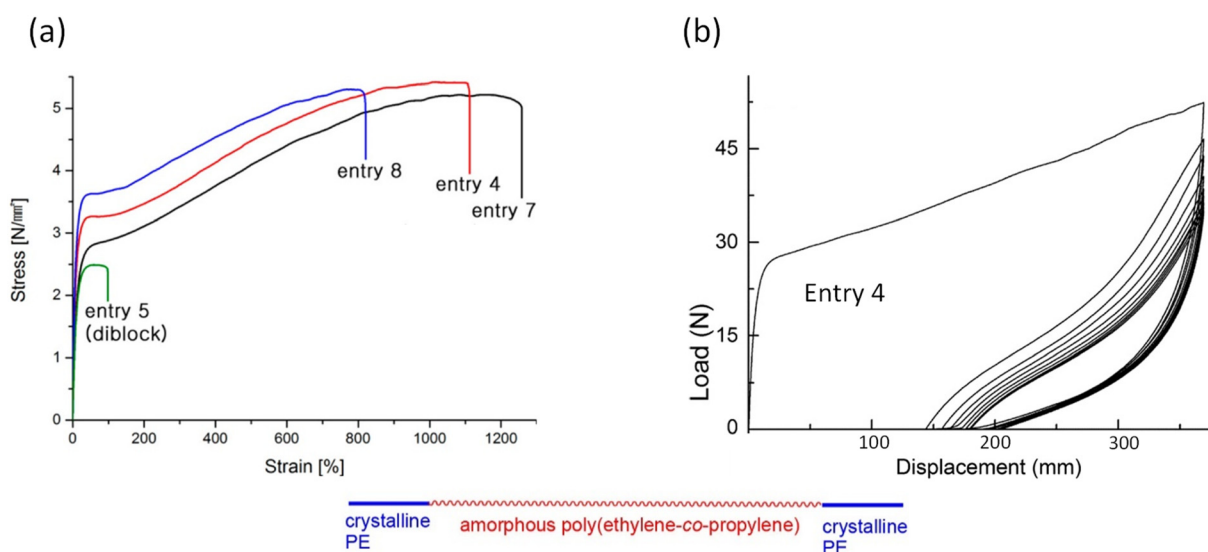 (a)
Stress [N/mm²]
5
4
3
2
1
0
0
200
400
600
800
1000
1200
Strain [%]
entry 8
entry 4
entry 7
entry 5
(diblock)
(b)
Load (N)
45
30
15
0
100
200
300
Displacement (mm)
Entry 4
crystalline
PE
amorphous poly(ethylene-co-propylene)
crystalline
PE